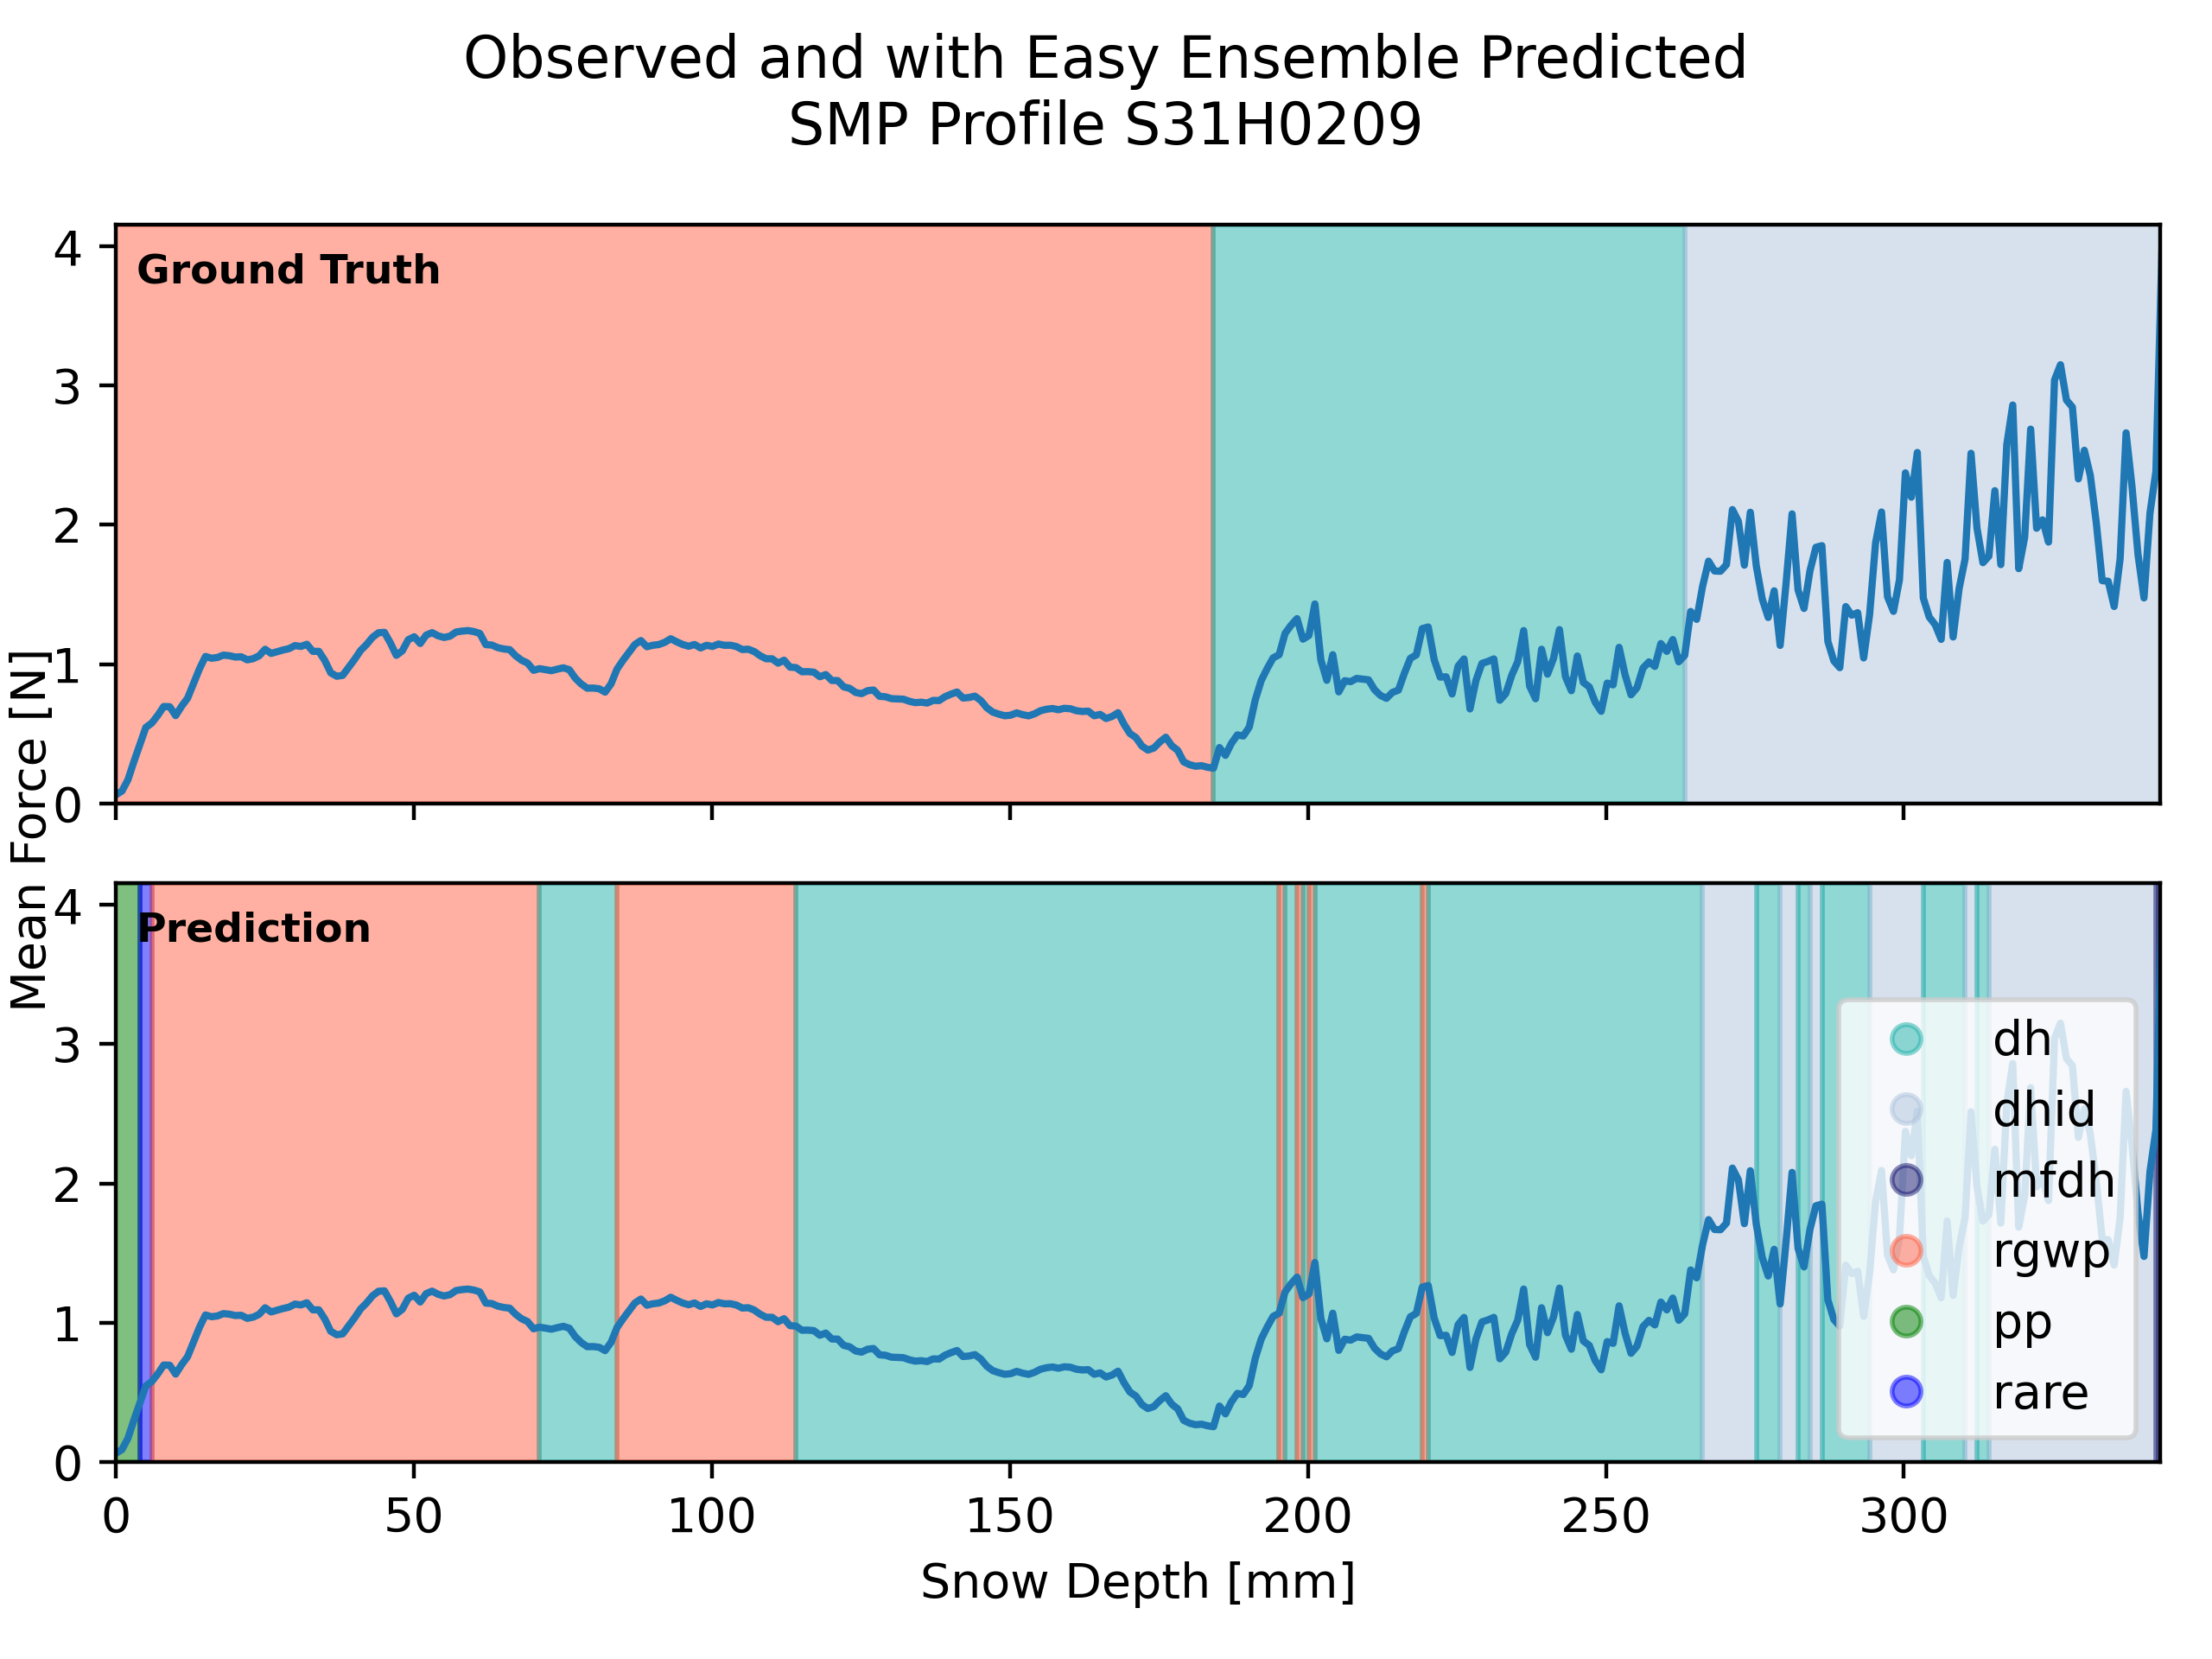 Observed and with Easy Ensemble Predicted
SMP Profile S31H0209
Ground Truth
4
3
2
1
0
Mean Force [N]
Prediction
4
3
2
1
0
dh
dhid
mfdh
rgwp
pp
rare
0 50 100 150 200 250 300
Snow Depth [mm]